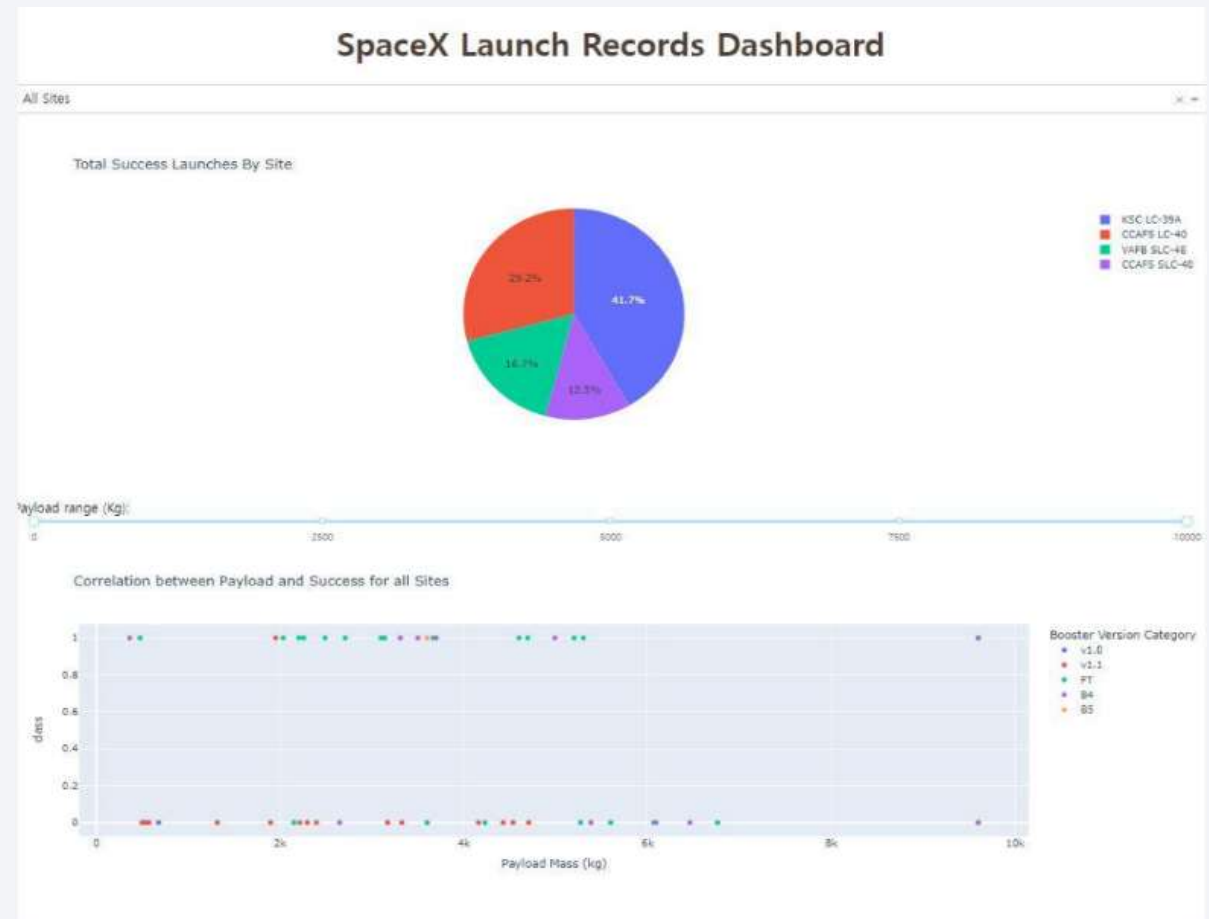 SpaceX Launch Records Dashboard
All Sites
Total Success Launches By Site
KSC LC-39A
CCAFS LC-40
VAFB SLC-4E
CCAFS SLC-40
29.2%
41.7%
16.7%
12.5%
Payload range (Kg):
0 2500 5000 7500 10000
Correlation between Payload and Success for all Sites
1
0.8
0.6
0.4
0.2
0
class
0 2k 4k 6k 8k 10k
Payload Mass (kg)
Booster Version Category
v1.0
v1.1
FT
B4
B5